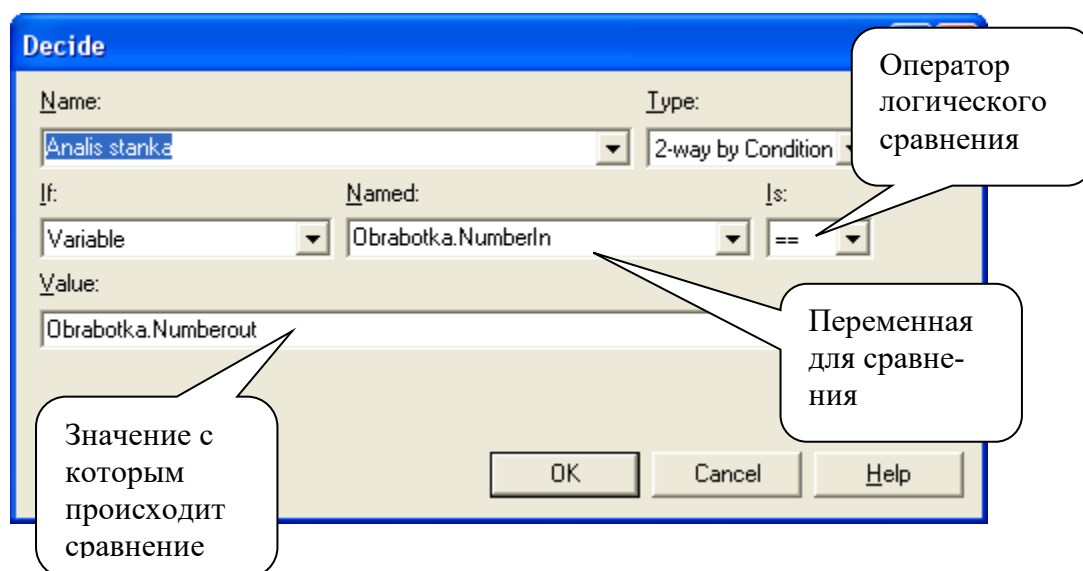 Decide
Name:
Type:
Analis stanka
2-way by Condition
If:
Named:
Is:
Variable
Obrabotka.NumberIn
==
Value:
Obrabotka.Numberout
OK
Cancel
Help
Оператор
логического
сравнения
Переменная
для сравне-
ния
Значение с
которым
происходит
сравнение